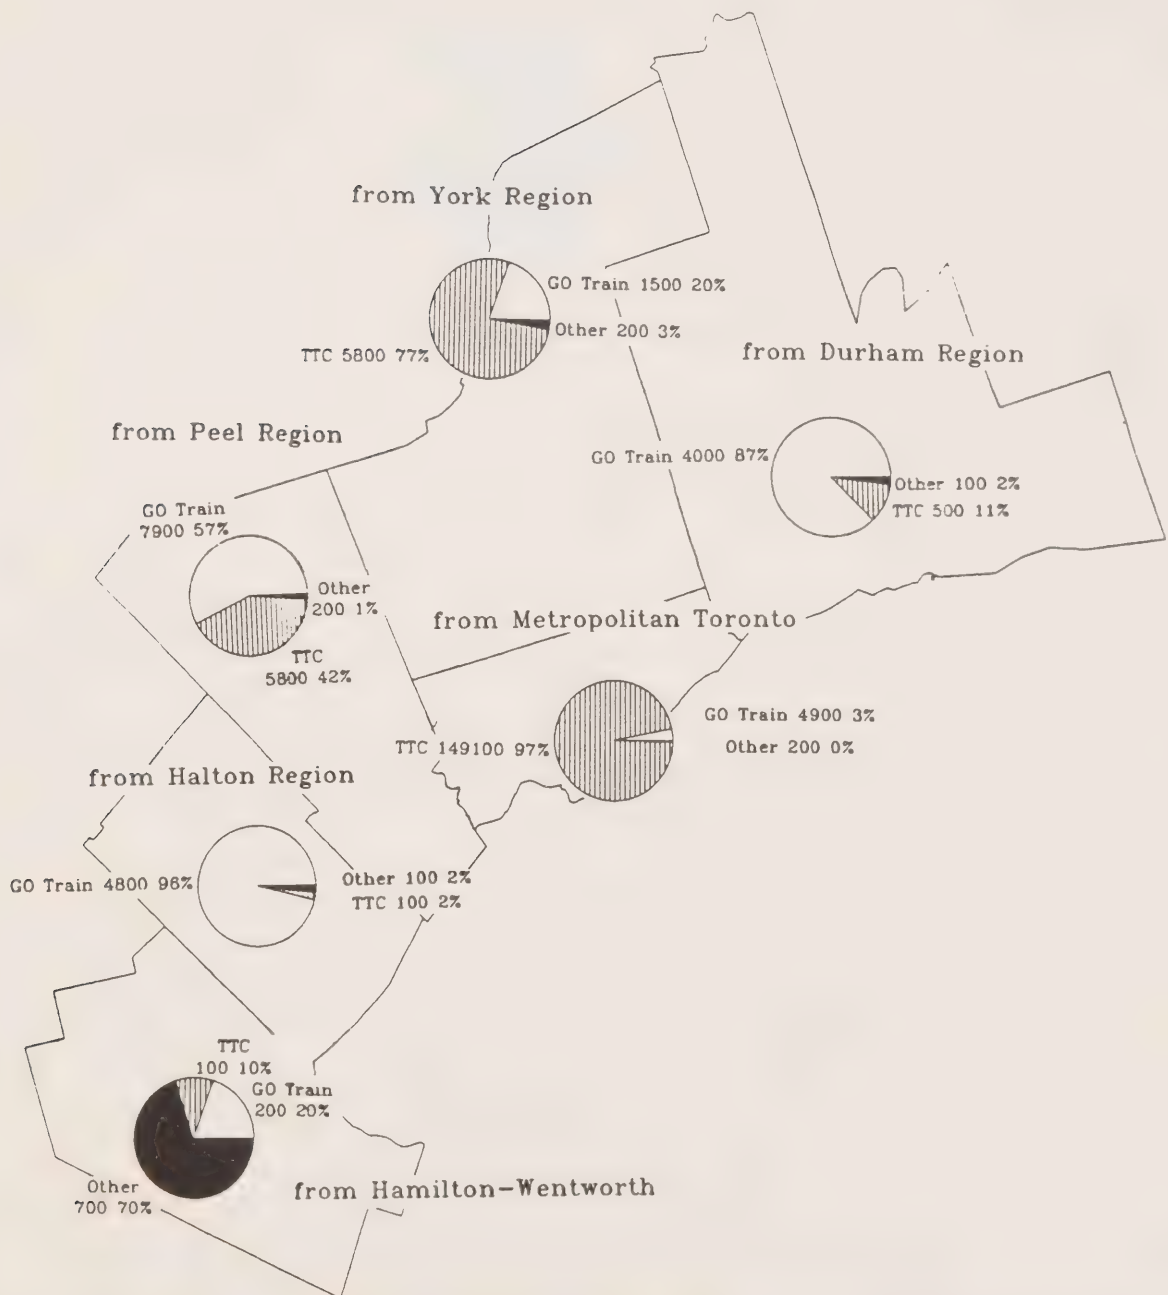 from York Region
GO Train 1500 20%
Other 200 3%
TTC 5800 77%
from Durham Region
GO Train 4000 87%
Other 100 2%
TTC 500 11%
from Peel Region
GO Train
7900 57%
Other
200 1%
TTC
5800 42%
from Metropolitan Toronto
GO Train 4900 3%
Other 200 0%
TTC 149100 97%
from Halton Region
GO Train 4800 96%
Other 100 2%
TTC 100 2%
TTC
100 10%
GO Train
200 20%
Other
700 70%
from Hamilton-Wentworth